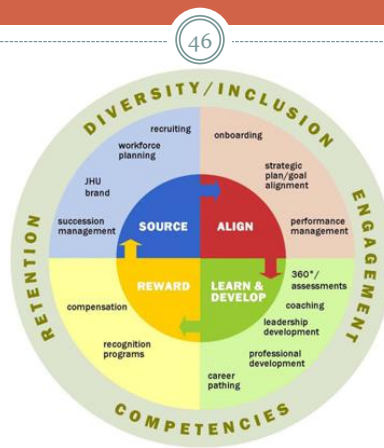 46
DIVERSITY/INCLUSION
ENGAGEMENT
COMPETENCIES
RETENTION
recruiting
workforce
planning
JHU
brand
succession
management
SOURCE
onboarding
strategic
plan/goal
alignment
performance
management
ALIGN
REWARD
compensation
recognition
programs
LEARN &
DEVELOP
360°/
assessments
coaching
leadership
development
professional
development
career
pathing